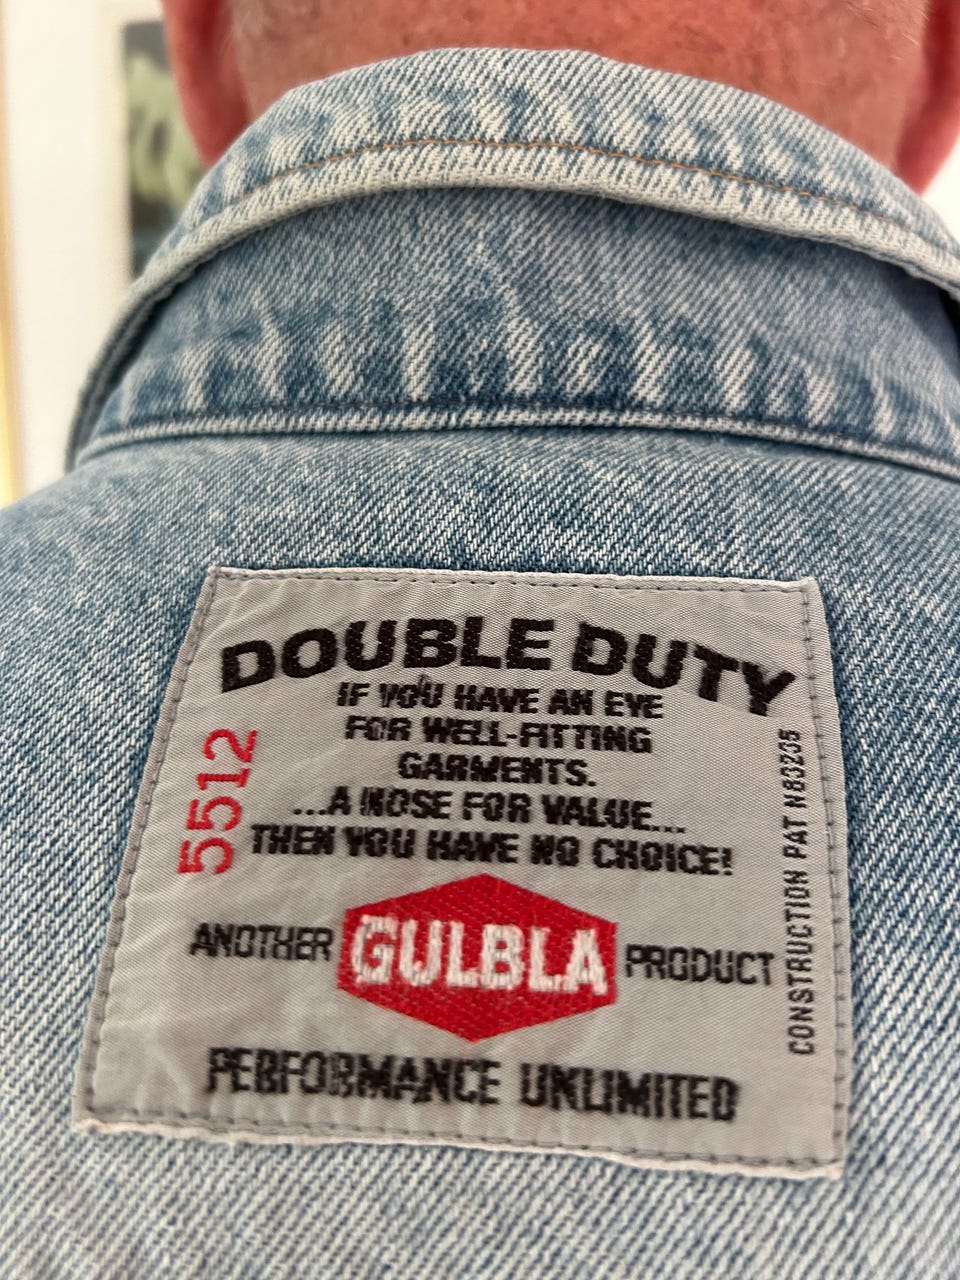 DOUBLE DUTY
IF YOU HAVE AN EYE
FOR WELL-FITTING
GARMENTS.
...A NOSE FOR VALUE...
THEN YOU HAVE NO CHOICE!
5512
CONSTRUCTION PAT N80235
ANOTHER GULBLA PRODUCT
PERFORMANCE UNLIMITED